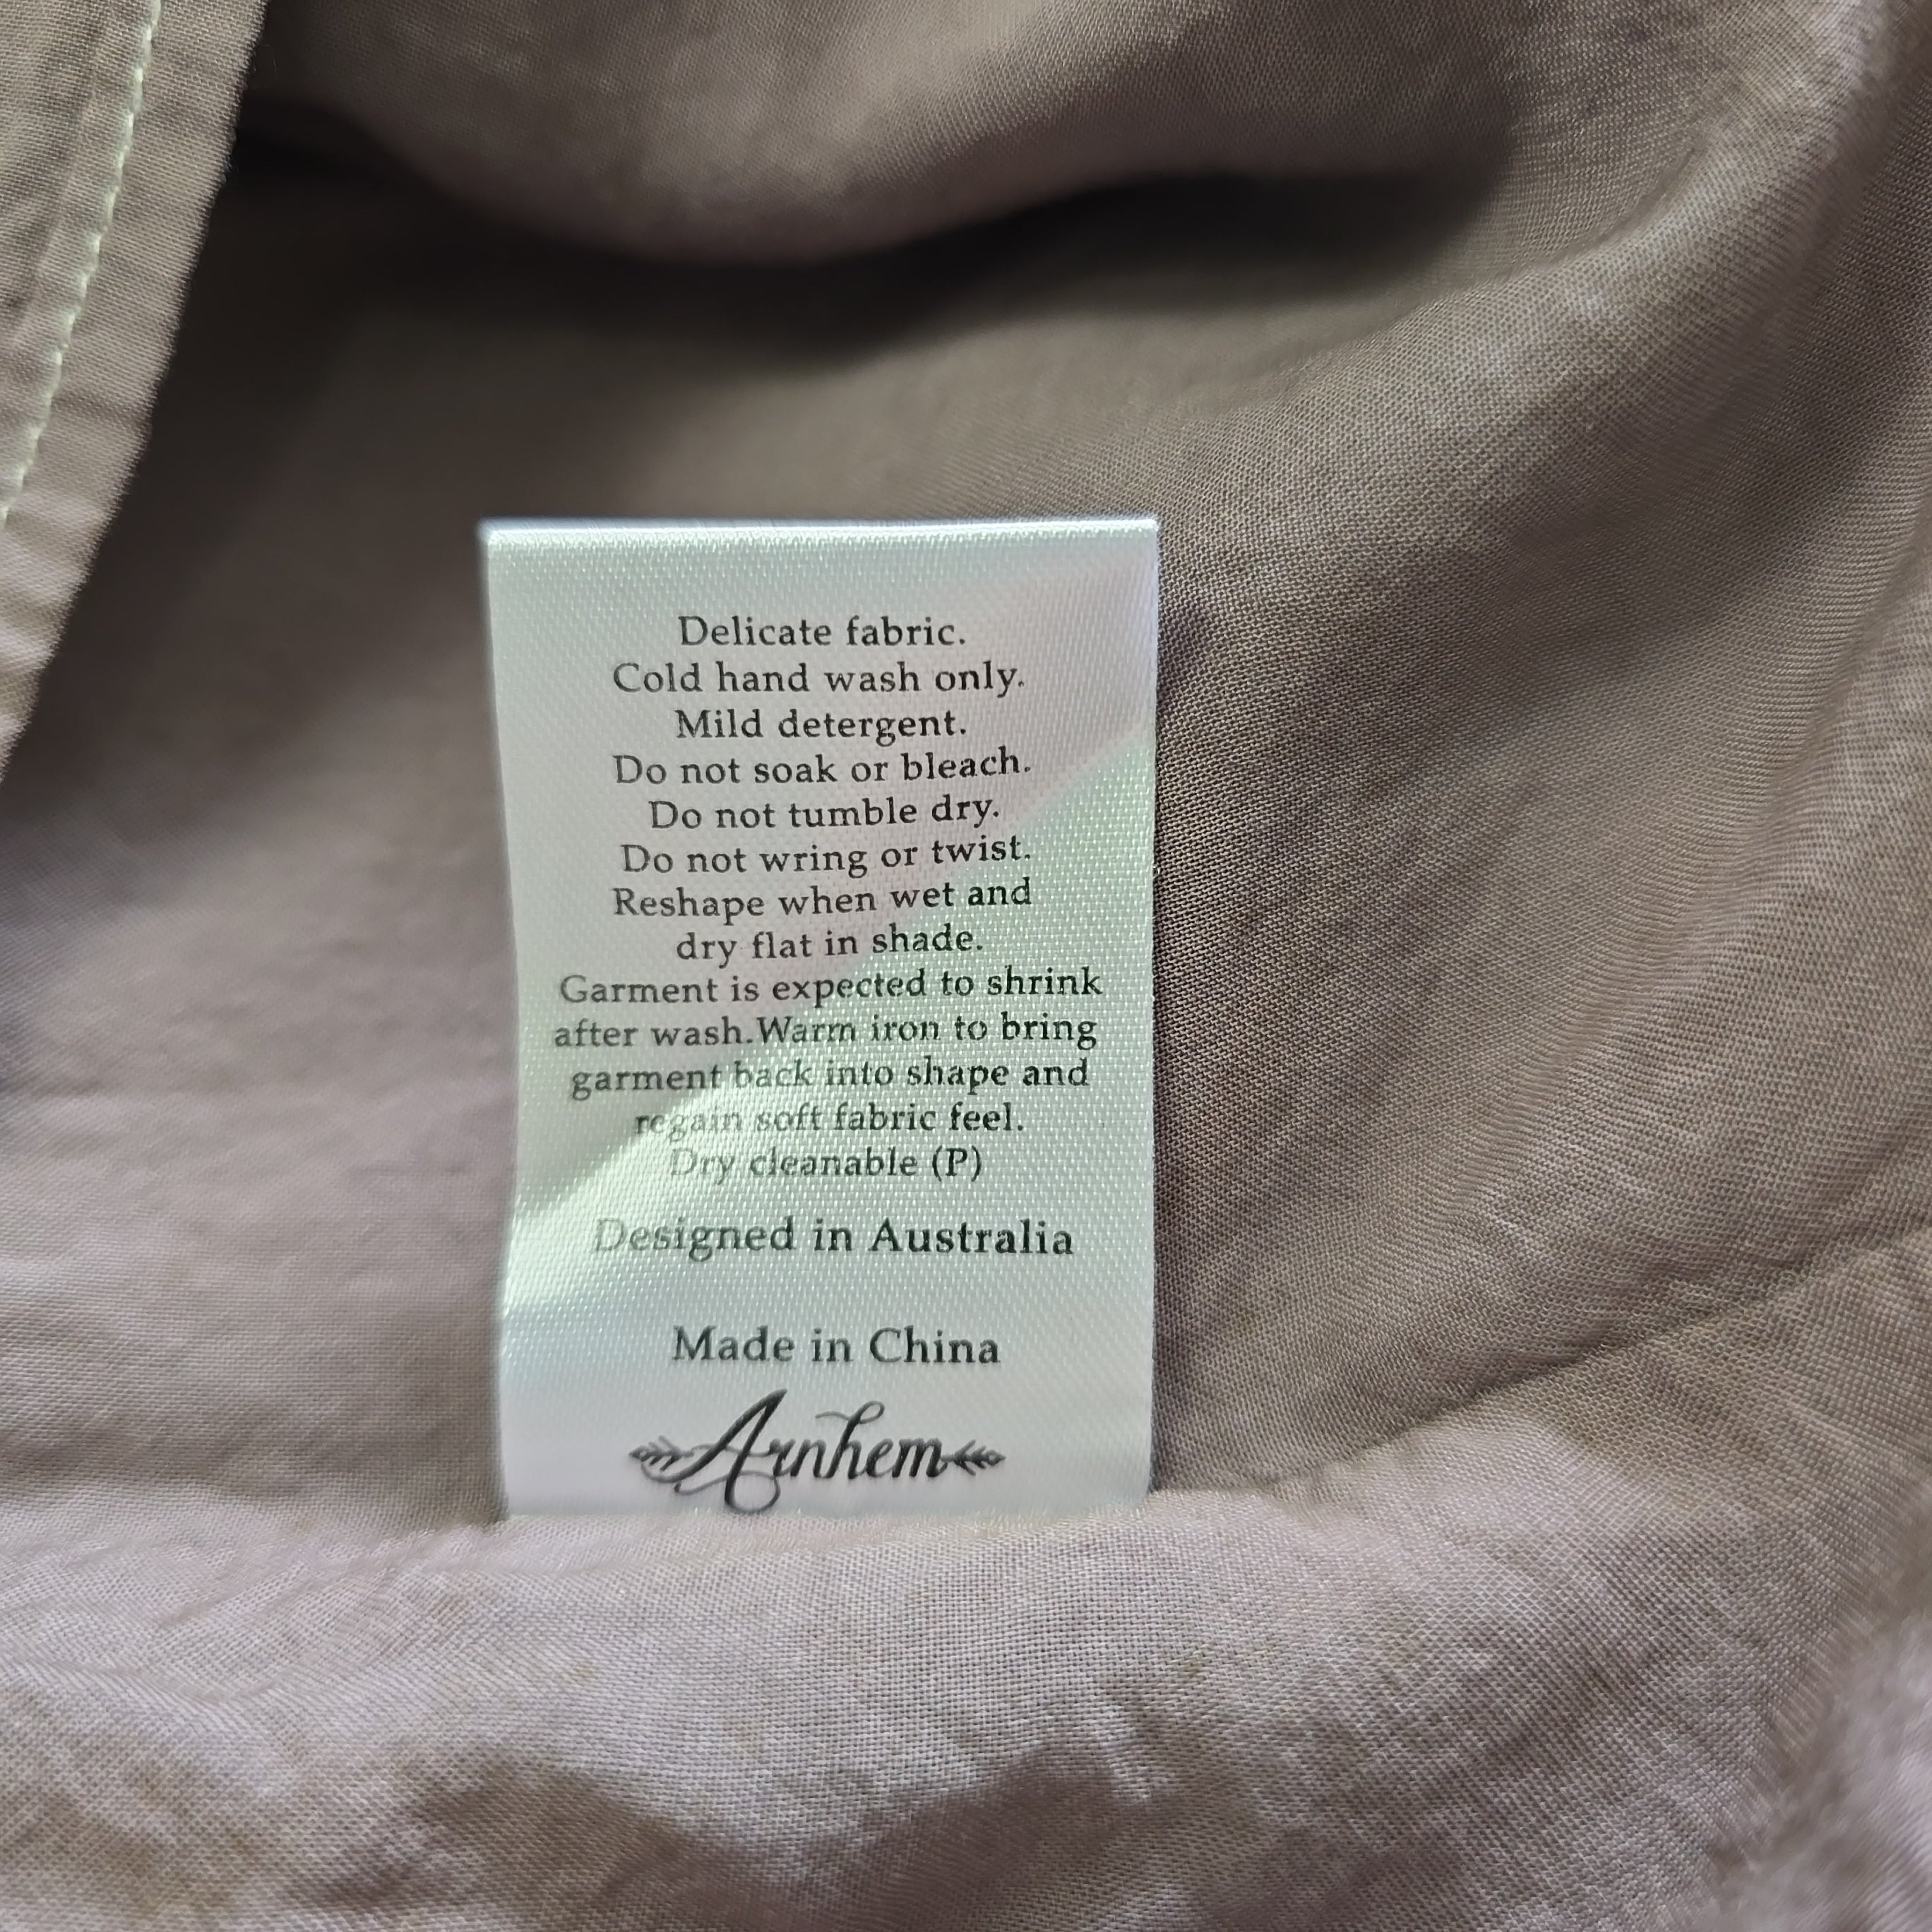 Delicate fabric.
Cold hand wash only.
Mild detergent.
Do not soak or bleach.
Do not tumble dry.
Do not wring or twist.
Reshape when wet and
dry flat in shade.
Garment is expected to shrink
after wash.Warm iron to bring
garment back into shape and
regain soft fabric feel.
Dry cleanable (P)
Designed in Australia
Made in China
Arnhem